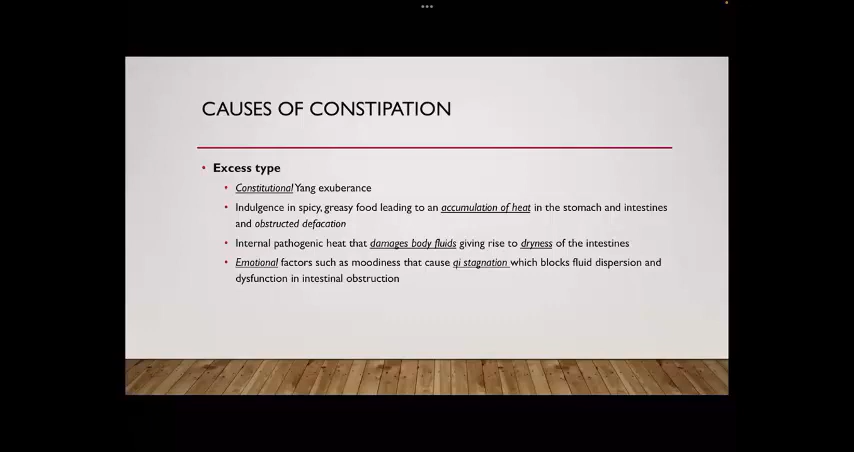 CAUSES OF CONSTIPATION
• Excess type
• Constitutional Yang exuberance
• Indulgence in spicy, greasy food leading to an accumulation of heat in the stomach and intestines
and obstructed defacation
• Internal pathogenic heat that damages body fluids giving rise to dryness of the intestines
• Emotional factors such as moodiness that cause qi stagnation which blocks fluid dispersion and
dysfunction in intestinal obstruction